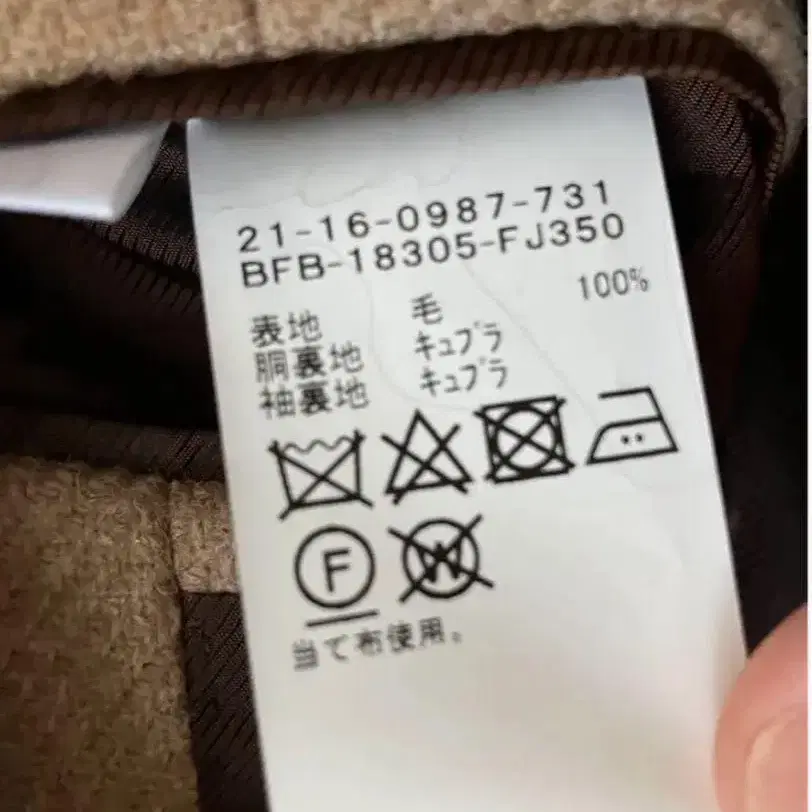 21-16-0987-731
BFB-18305-FJ350
表地 毛 100%
胴裏地 キュプラ
袖裏地 キュプラ
F W
当て布使用。